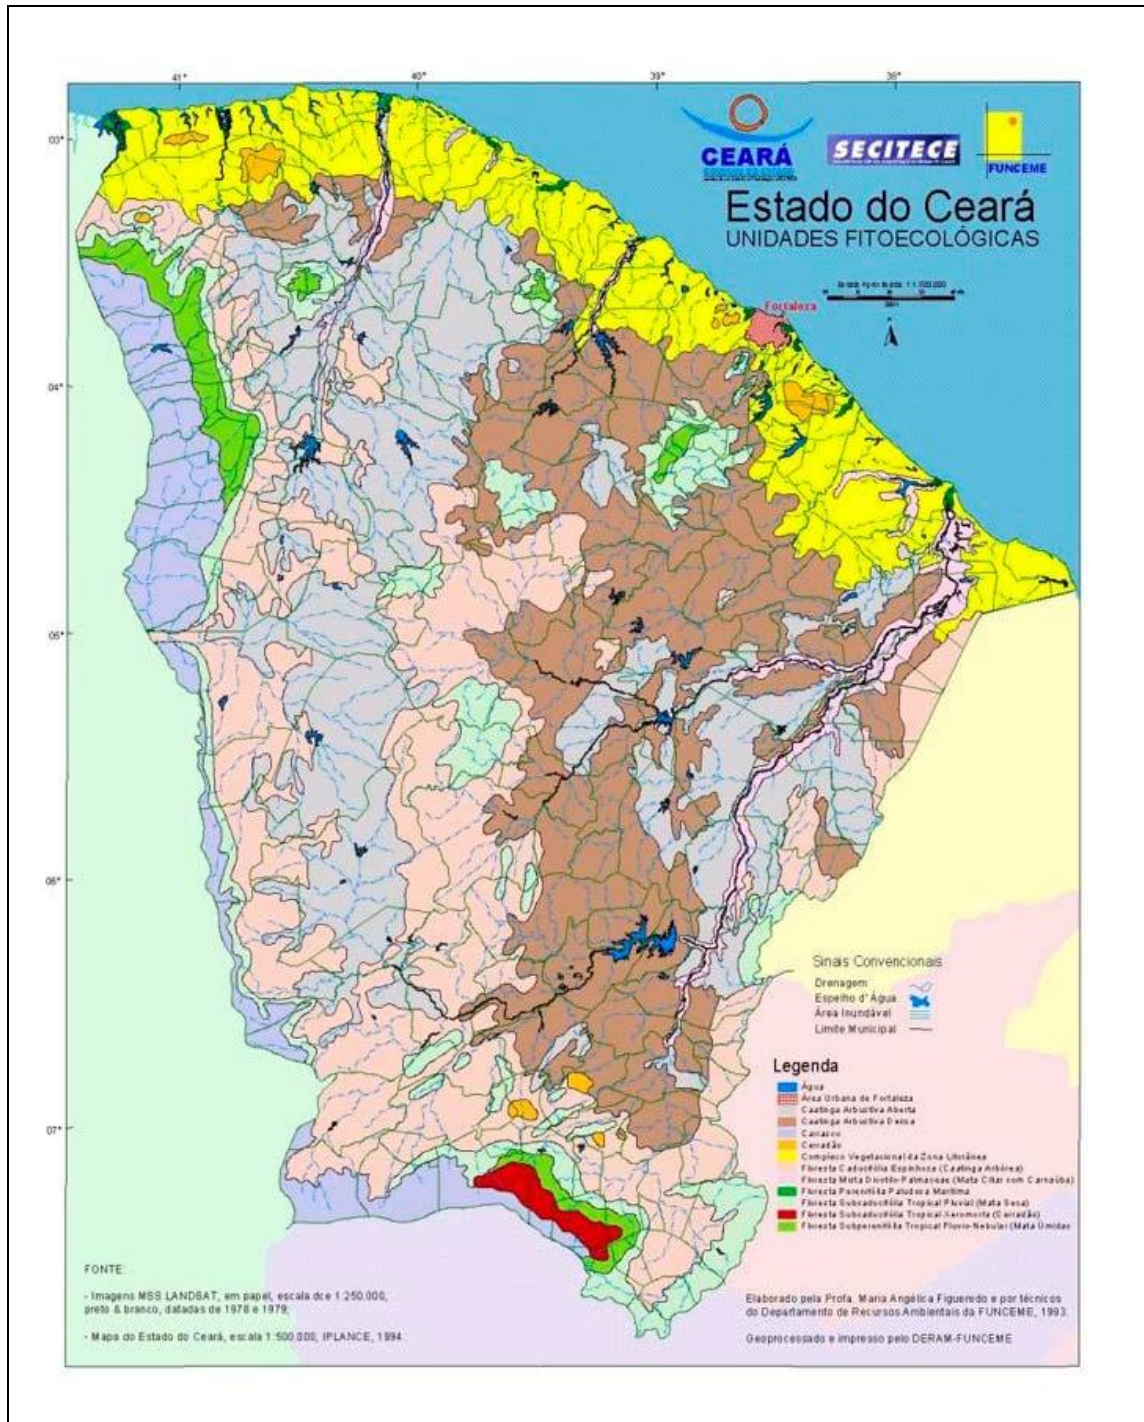 41° 40° 39° 38°
03°
04°
05°
06°
07°
CEARÁ
SECITECE
FUNCEME
Estado do Ceará
UNIDADES FITOECOLÓGICAS
Fortaleza
Sinais Convencionais
Drenagem
Espelho d'Água
Área Inundável
Limite Municipal
Legenda
Água
Área Urbana de Fortaleza
Caatinga Arbustiva Aberta
Caatinga Arbustiva Densa
Carrasco
Cerradão
Complexo Vegetacional da Zona Litorânea
Floresta Caducifólia Espinhosa (Caatinga Arbórea)
Floresta Mista Dicotilo-Palmaceae (Mata Ciliar com Carnaúba)
Floresta Perenifólia Paludosa Marítima
Floresta Subcaducifólia Tropical Pluvial (Mata Seca)
Floresta Subcaducifólia Tropical Xeromorfa (Cerradão)
Floresta Subperenifólia Tropical Pluvio-Nebular (Mata Úmida)
FONTE:
- Imagens MSS LANDSAT, em papel, escala dce 1:250.000,
preto & branco, datadas de 1978 e 1979;
- Mapa do Estado do Ceará, escala 1:500.000, IPLANCE, 1994
Elaborado pela Profa. Maria Angélica Figueredo e por técnicos
do Departamento de Recursos Ambientais da FUNCEME, 1993.
Geoprocessado e impresso pelo DERAM-FUNCEME